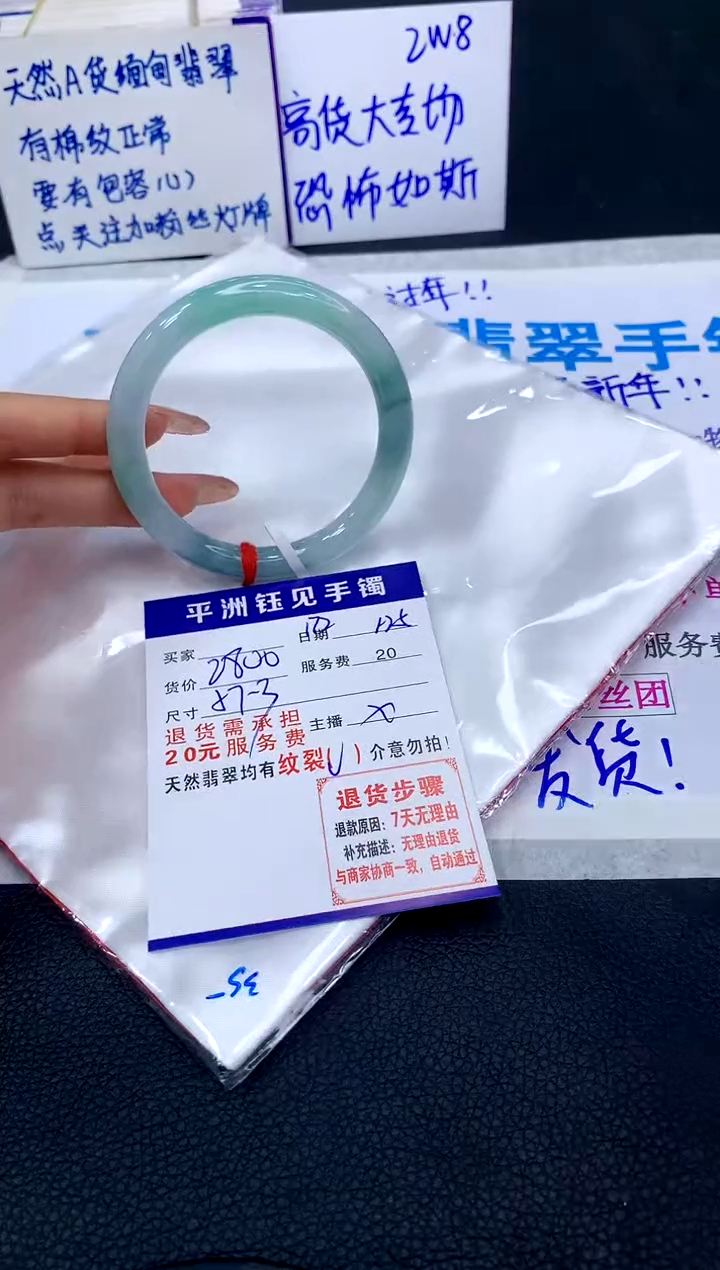 天然A货缅甸翡翠
有棉纹正常
要有包容心
点关注加粉丝灯牌
2W8
高货大专场
恐怖如斯
过年!!
翡翠手
新年!!
服务费
丝团
发货!
平洲钰见手镯
买家
日期 125
货价 2800
服务费 20
尺寸 57-3
退货需承担
20元服务费
主播
天然翡翠均有纹裂( )介意勿拍!
退货步骤
退款原因: 7天无理由
补充描述: 无理由退货
与商家协商一致, 自动通过
35-